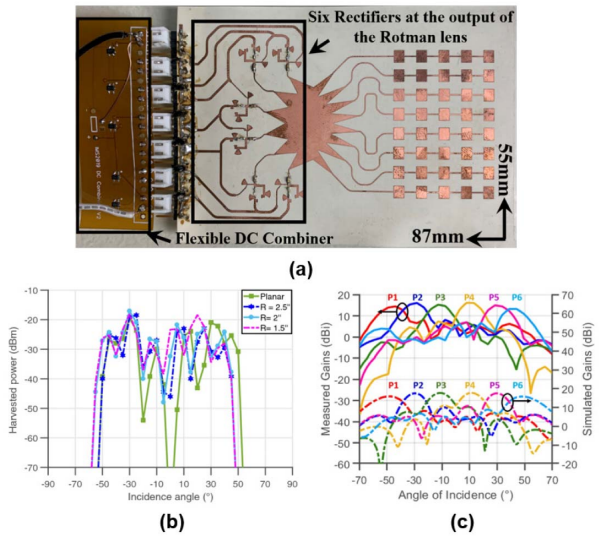 Six Rectifiers at the output of
the Rotman lens
Flexible DC Combiner
55mm
87mm
(a)
Harvested power (dBm)
-10
-20
-30
-40
-50
-60
-70
-90 -70 -50 -30 -10 10 30 50 70 90
Incidence angle (°)
Planar
R = 2.5"
R= 2"
R= 1.5"
(b)
Measured Gains (dBi)
20
10
0
-10
-20
-30
-40
-50
-60
P1 P2 P3 P4 P5 P6
P1 P2 P3 P4 P5 P6
70
60
50
40
30
20
10
0
-10
-20
Simulated Gains (dBi)
-70 -50 -30 -10 10 30 50 70
Angle of Incidence (°)
(c)